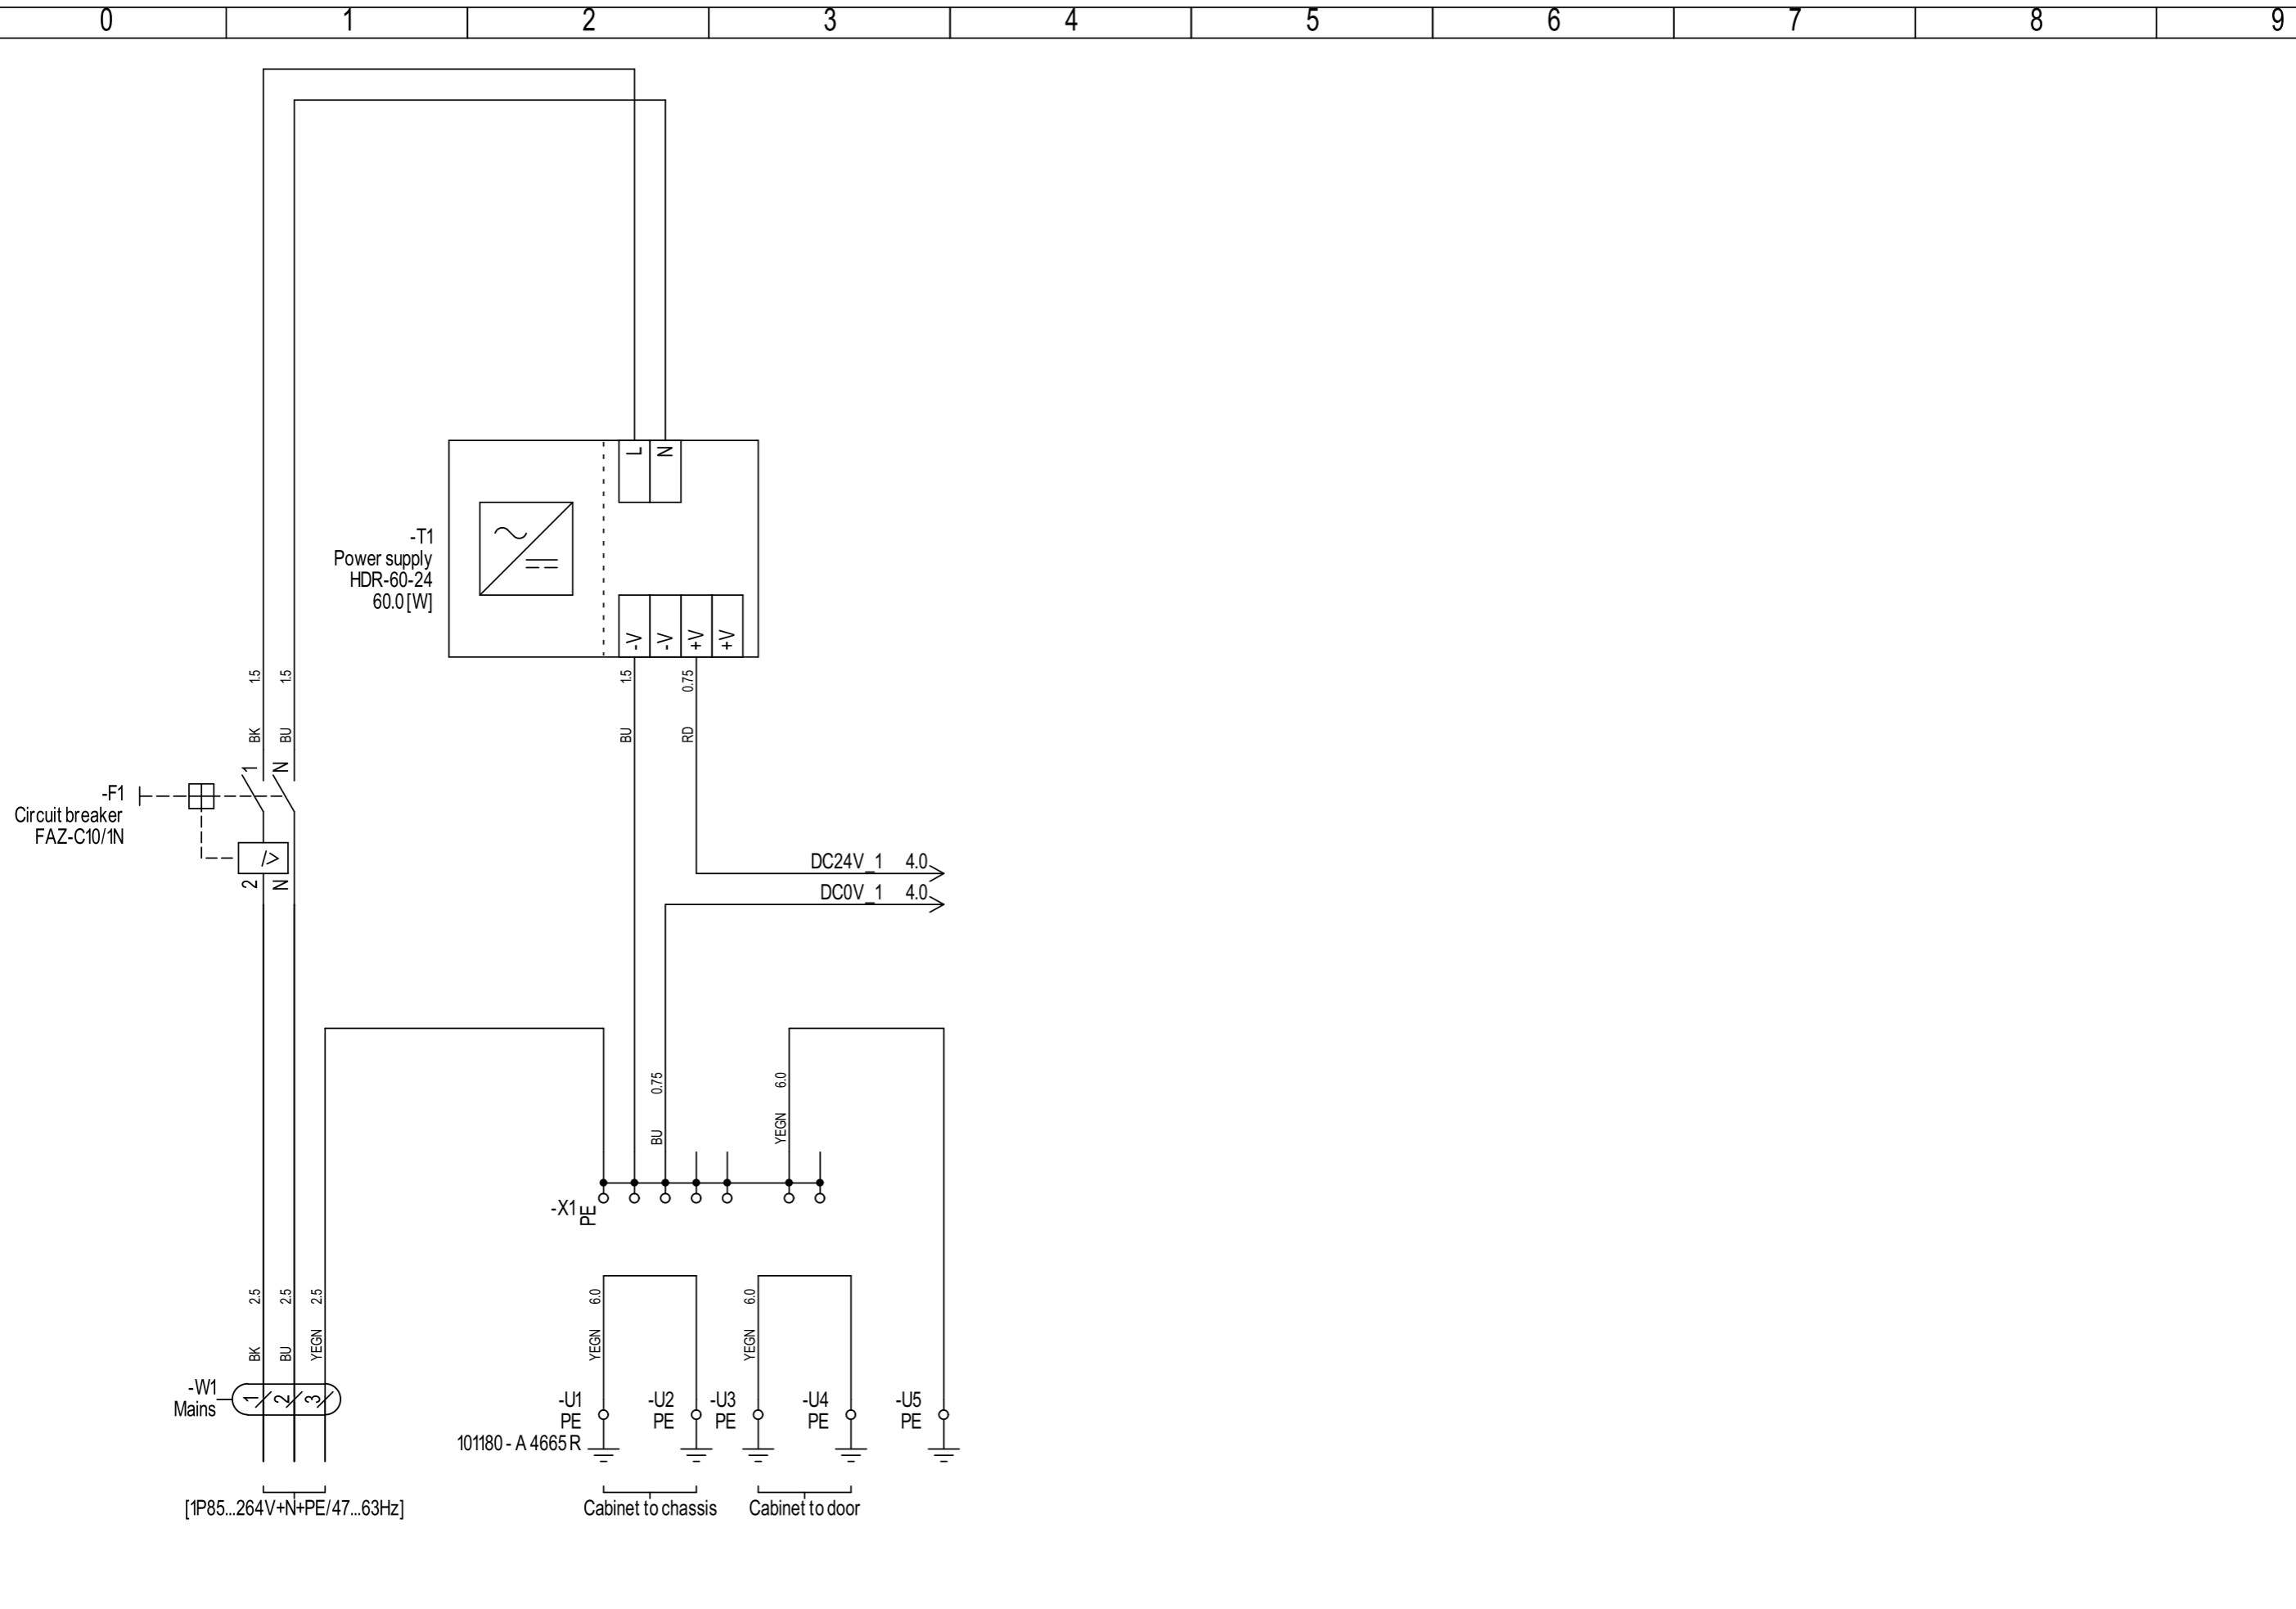 0 1 2 3 4 5 6 7 8 9
L N
-T1
Power supply
HDR-60-24
60.0 [W]
-V -V +V +V
1.5 1.5 1.5 0.75
BK BU BU RD
1 N
-F1
Circuit breaker
FAZ-C10/1N
I>
2 N
DC24V_1 4.0
DC0V_1 4.0
0.75 6.0
BU YEGN
-X1 PE
2.5 2.5 2.5 6.0 6.0
BK BU YEGN YEGN YEGN
-W1
Mains
1 2 3
-U1
PE
101180 - A 4665 R
-U2
PE
-U3
PE
-U4
PE
-U5
PE
[1P85...264V+N+PE/47...63Hz]
Cabinet to chassis
Cabinet to door